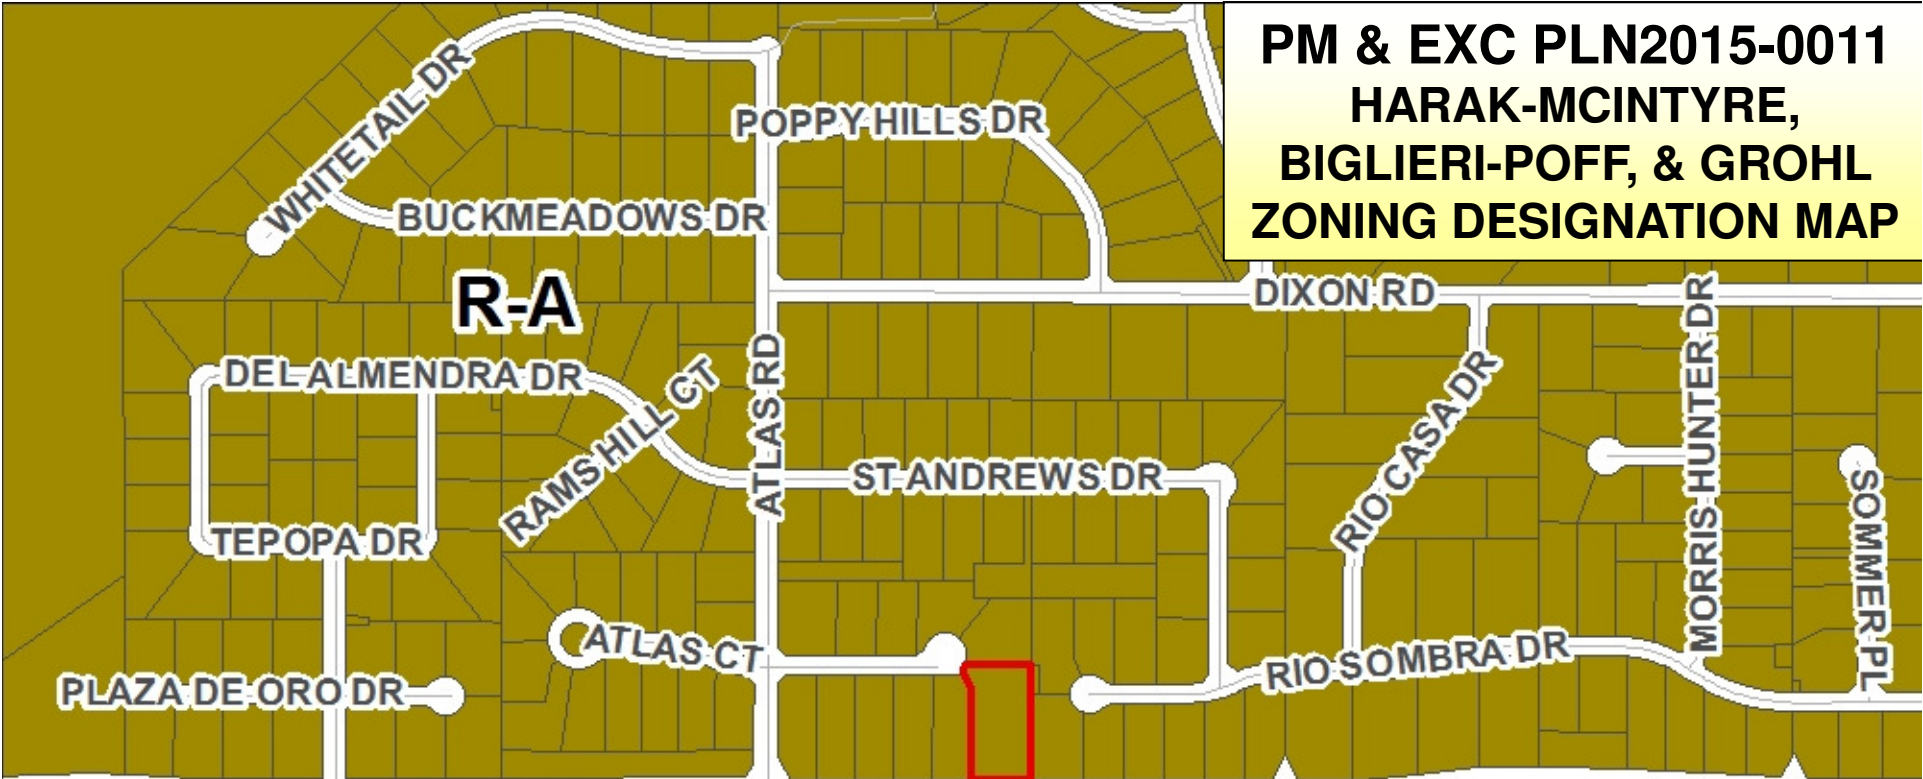 PM & EXC PLN2015-0011
HARAK-MCINTYRE,
BIGLIERI-POFF, & GROHL
ZONING DESIGNATION MAP
WHITETAIL DR
POPPY HILLS DR
BUCKMEADOWS DR
R-A
DIXON RD
DEL ALMENDRA DR
RAMS HILL CT
ATLAS RD
ST ANDREWS DR
RIO CASA DR
MORRIS HUNTER DR
SOMMER PL
TEPOPA DR
ATLAS CT
RIO SOMBRA DR
PLAZA DE ORO DR